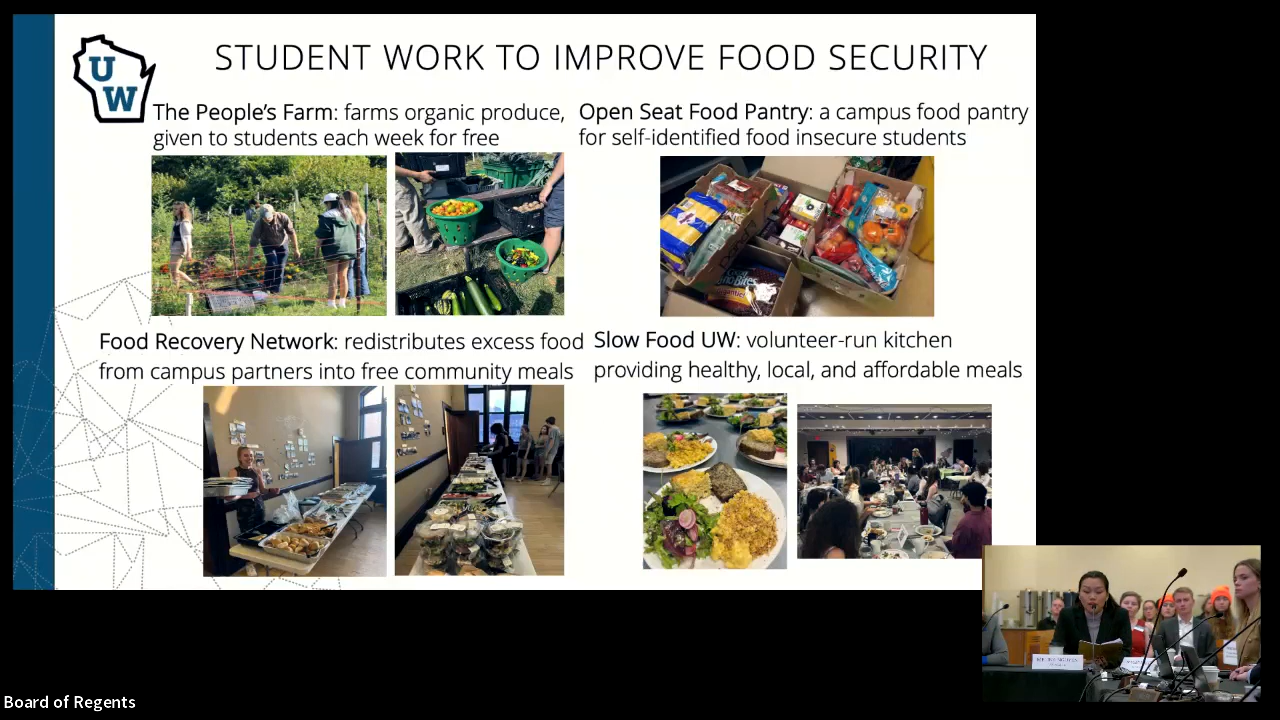 U
W
STUDENT WORK TO IMPROVE FOOD SECURITY
The People's Farm: farms organic produce,
given to students each week for free
Open Seat Food Pantry: a campus food pantry
for self-identified food insecure students
Food Recovery Network: redistributes excess food
from campus partners into free community meals
Slow Food UW: volunteer-run kitchen
providing healthy, local, and affordable meals
Board of Regents